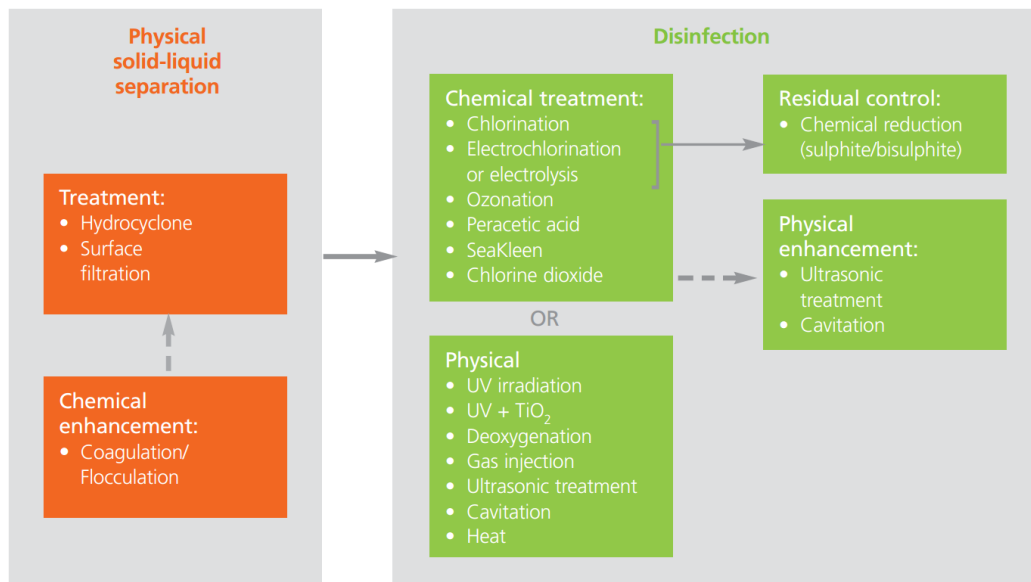 Physical
solid-liquid
separation
Treatment:
• Hydrocyclone
• Surface
filtration
Chemical
enhancement:
• Coagulation/
Flocculation
Disinfection
Chemical treatment:
• Chlorination
• Electrochlorination
or electrolysis
• Ozonation
• Peracetic acid
• SeaKleen
• Chlorine dioxide
OR
Physical
• UV irradiation
• UV + TiO₂
• Deoxygenation
• Gas injection
• Ultrasonic treatment
• Cavitation
• Heat
Residual control:
• Chemical reduction
(sulphite/bisulphite)
Physical
enhancement:
• Ultrasonic
treatment
• Cavitation